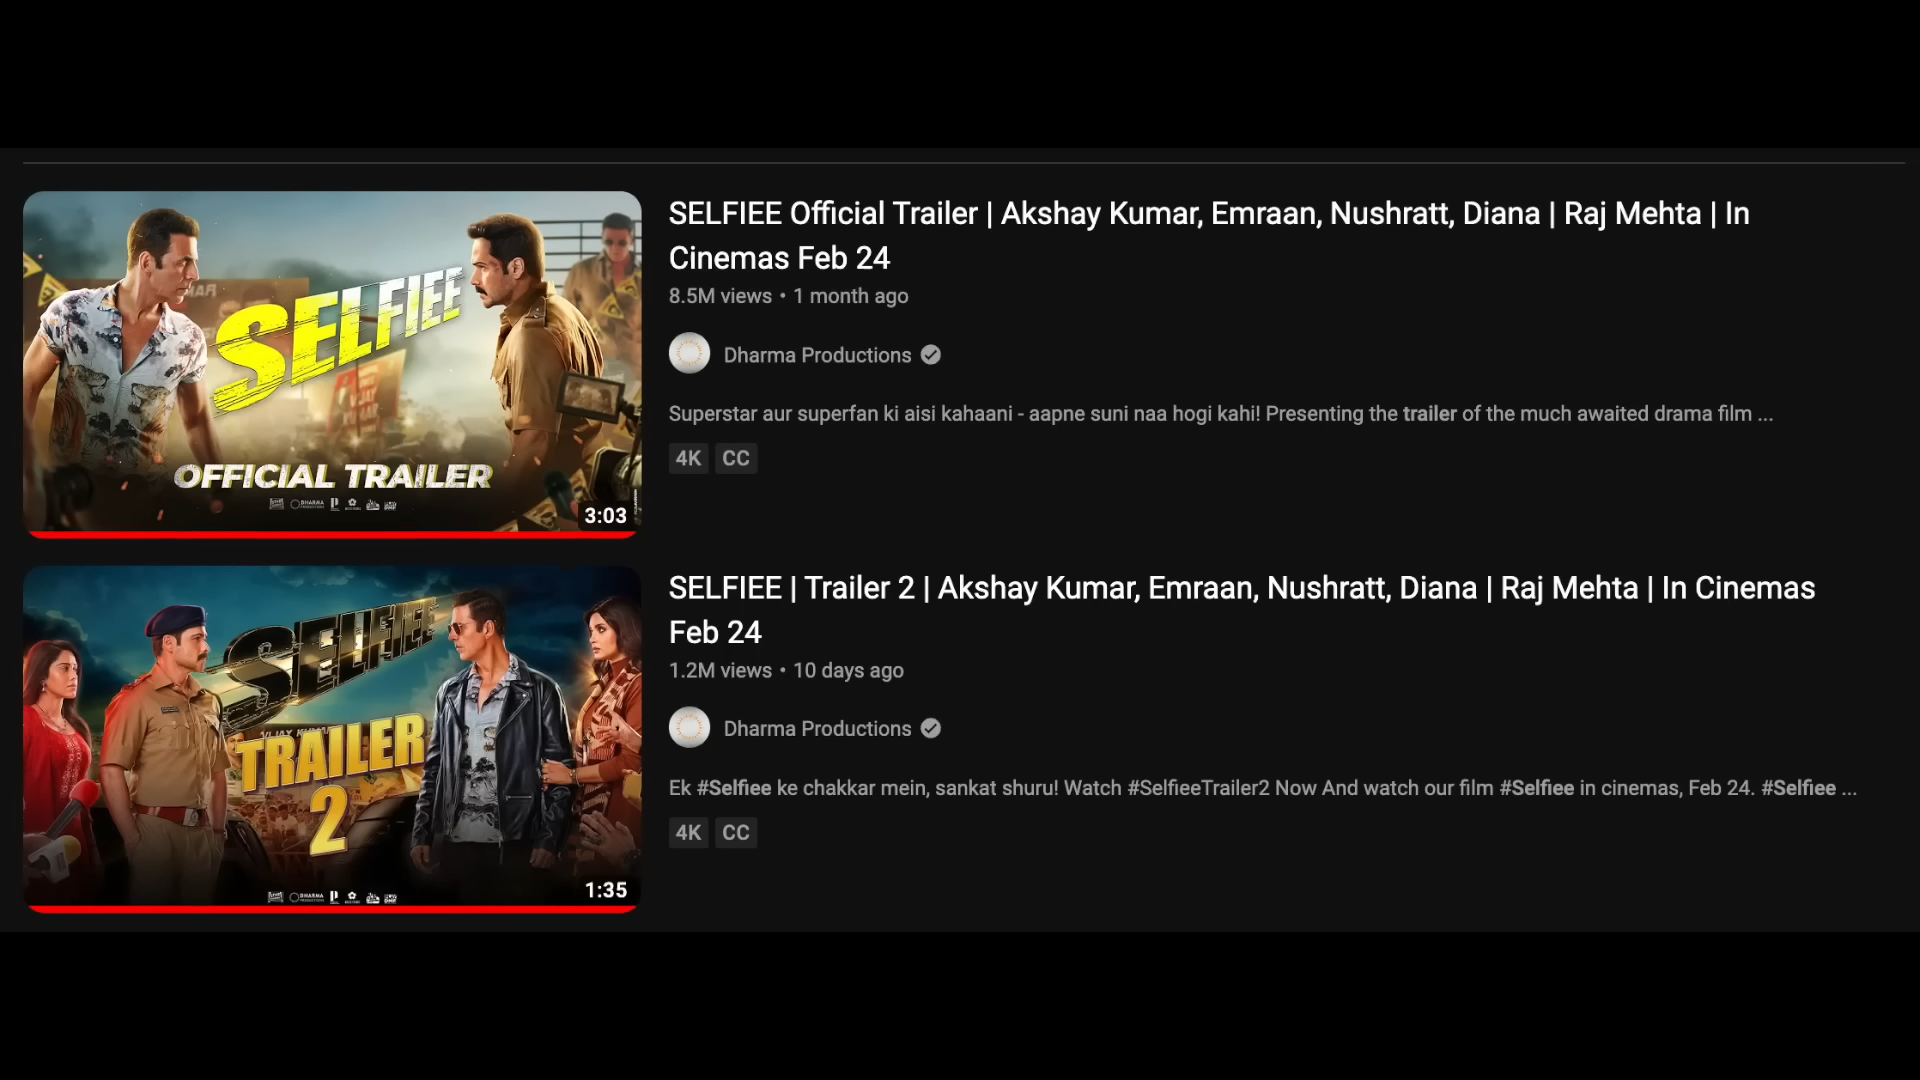 SELFIEE
OFFICIAL TRAILER
DHARMA
3:03
SELFIEE Official Trailer | Akshay Kumar, Emraan, Nushratt, Diana | Raj Mehta | In
Cinemas Feb 24
8.5M views • 1 month ago
Dharma Productions
Superstar aur superfan ki aisi kahaani - aapne suni naa hogi kahi! Presenting the trailer of the much awaited drama film ...
4K CC
SELFIEE
VIJAY KUMAR
TRAILER
2
DHARMA
1:35
SELFIEE | Trailer 2 | Akshay Kumar, Emraan, Nushratt, Diana | Raj Mehta | In Cinemas
Feb 24
1.2M views • 10 days ago
Dharma Productions
Ek #Selfiee ke chakkar mein, sankat shuru! Watch #SelfieeTrailer2 Now And watch our film #Selfiee in cinemas, Feb 24. #Selfiee ...
4K CC